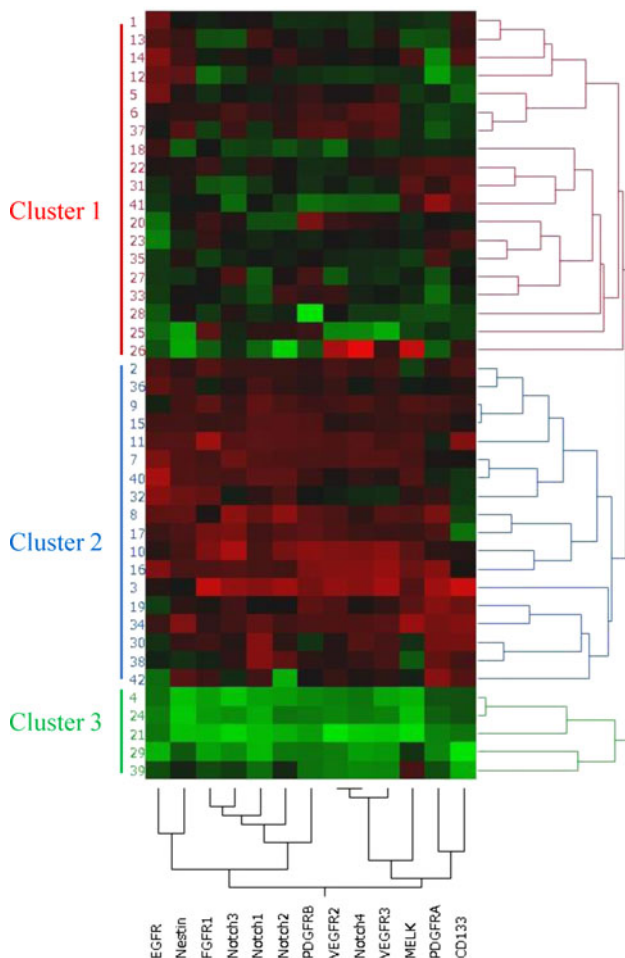 1
13
14
12
5
6
37
18
22
31
41
20
23
35
27
33
28
25
26
Cluster 1
2
36
9
15
11
7
40
32
8
17
10
16
3
19
34
30
38
42
Cluster 2
4
24
21
29
39
Cluster 3
EGFR
Nestin
FGFR1
Notch3
Notch1
Notch2
PDGFRB
VEGFR2
Notch4
VEGFR3
MELK
PDGFRA
CD133